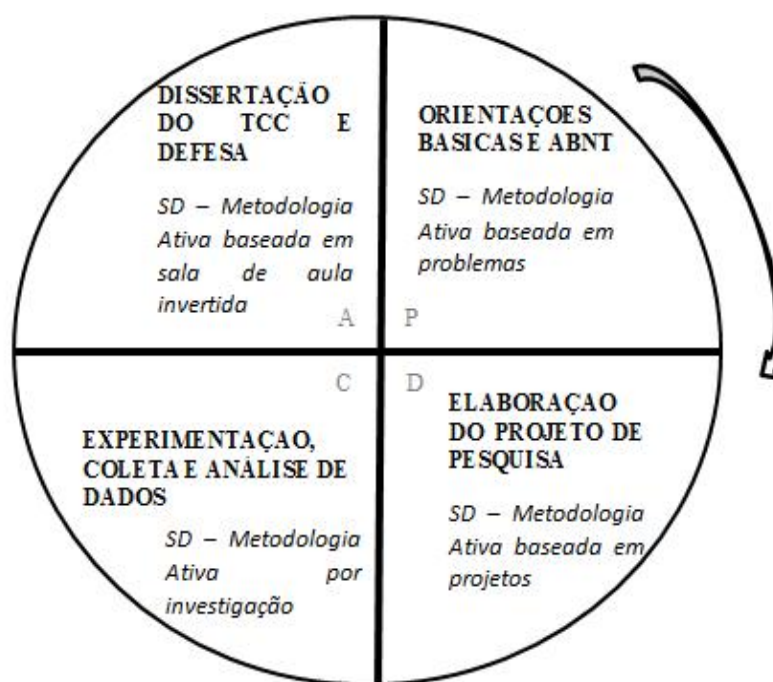 DISSERTAÇÃO
DO TCC E
DEFESA
SD – Metodologia
Ativa baseada em
sala de aula
invertida
A
ORIENTAÇOES
BASICAS E ABNT
SD – Metodologia
Ativa baseada em
problemas
P
C
EXPERIMENTAÇAO,
COLETA E ANÁLISE DE
DADOS
SD – Metodologia
Ativa por
investigação
D
ELABORAÇAO
DO PROJETO DE
PESQUISA
SD – Metodologia
Ativa baseada em
projetos